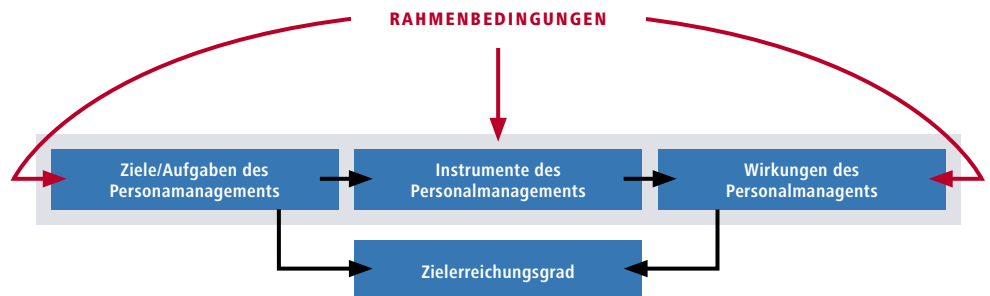 RAHMENBEDINGUNGEN
Ziele/Aufgaben des
Personamanagements
Instrumente des
Personalmanagements
Wirkungen des
Personalmanagents
Zielerreichungsgrad